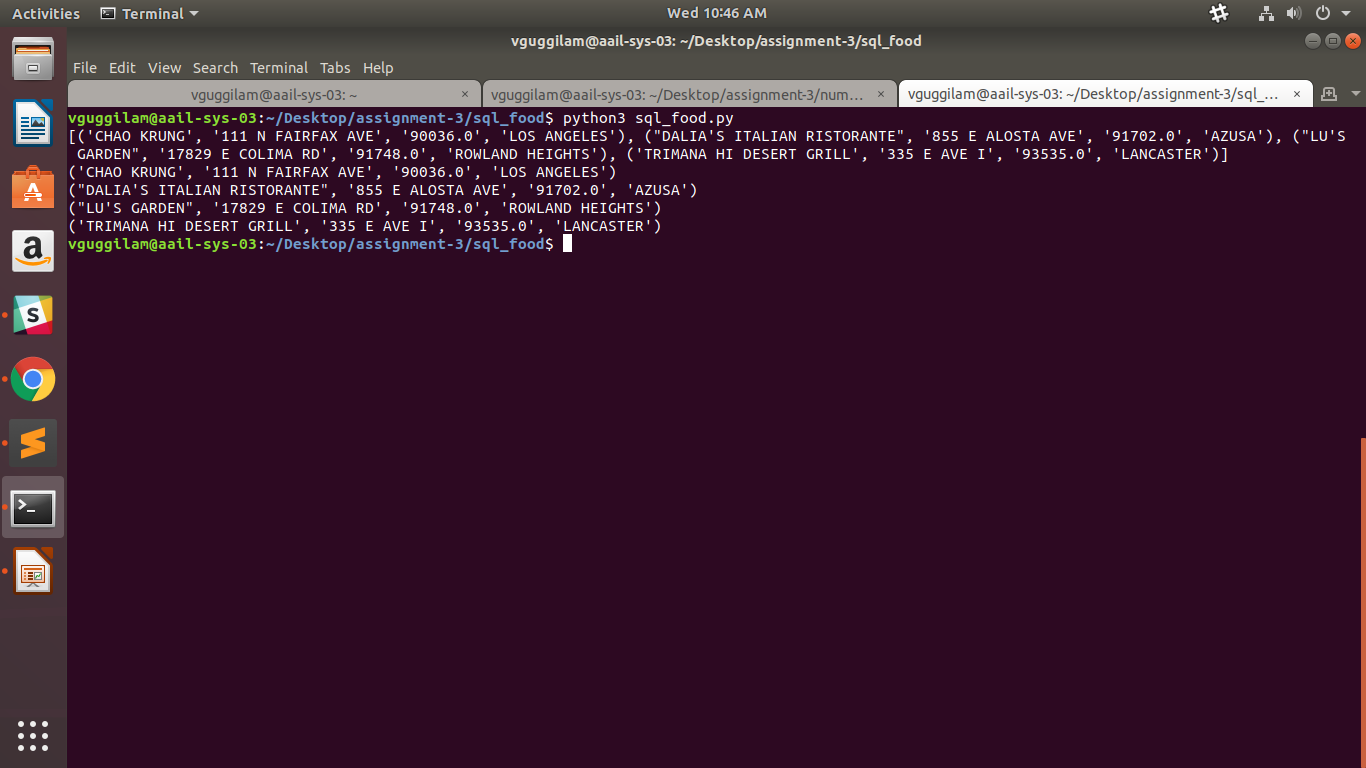 Activities Terminal Wed 10:46 AM
vguggilam@aail-sys-03: ~/Desktop/assignment-3/sql_food
File Edit View Search Terminal Tabs Help
vguggilam@aail-sys-03: ~ × vguggilam@aail-sys-03: ~/Desktop/assignment-3/num... × vguggilam@aail-sys-03: ~/Desktop/assignment-3/sql_... ×
vguggilam@aail-sys-03:~/Desktop/assignment-3/sql_food$ python3 sql_food.py
[('CHAO KRUNG', '111 N FAIRFAX AVE', '90036.0', 'LOS ANGELES'), ("DALIA'S ITALIAN RISTORANTE", '855 E ALOSTA AVE', '91702.0', 'AZUSA'), ("LU'S
 GARDEN", '17829 E COLIMA RD', '91748.0', 'ROWLAND HEIGHTS'), ('TRIMANA HI DESERT GRILL', '335 E AVE I', '93535.0', 'LANCASTER')]
('CHAO KRUNG', '111 N FAIRFAX AVE', '90036.0', 'LOS ANGELES')
("DALIA'S ITALIAN RISTORANTE", '855 E ALOSTA AVE', '91702.0', 'AZUSA')
("LU'S GARDEN", '17829 E COLIMA RD', '91748.0', 'ROWLAND HEIGHTS')
('TRIMANA HI DESERT GRILL', '335 E AVE I', '93535.0', 'LANCASTER')
vguggilam@aail-sys-03:~/Desktop/assignment-3/sql_food$